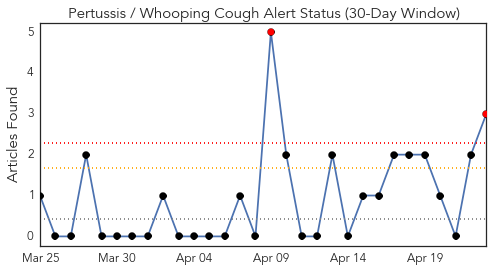 Pertussis / Whooping Cough Alert Status (30-Day Window)
Articles Found
5
4
3
2
1
0
Mar 25 Mar 30 Apr 04 Apr 09 Apr 14 Apr 19